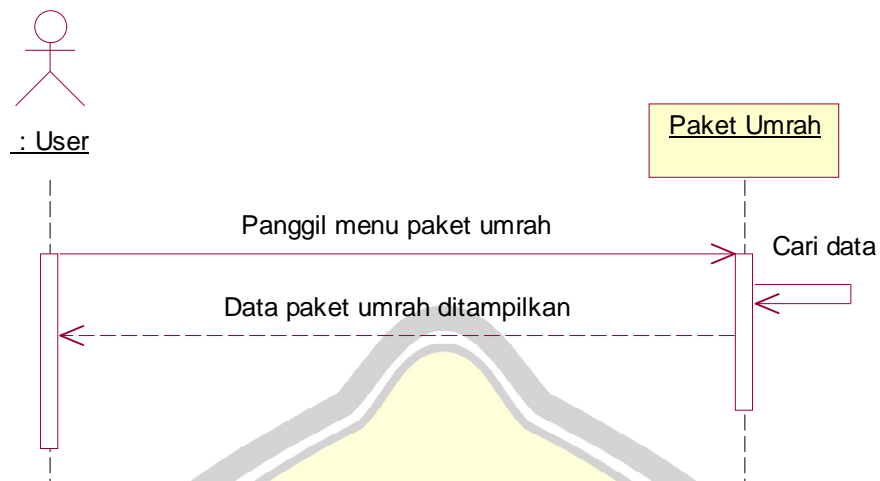 : User
Paket Umrah
Panggil menu paket umrah
Cari data
Data paket umrah ditampilkan